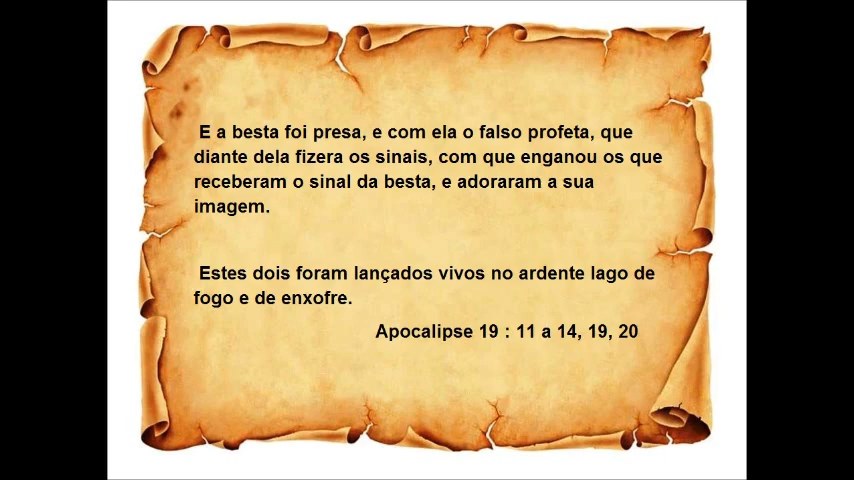 E a besta foi presa, e com ela o falso profeta, que
diante dela fizera os sinais, com que enganou os que
receberam o sinal da besta, e adoraram a sua
imagem.
Estes dois foram lançados vivos no ardente lago de
fogo e de enxofre.
Apocalipse 19 : 11 a 14, 19, 20